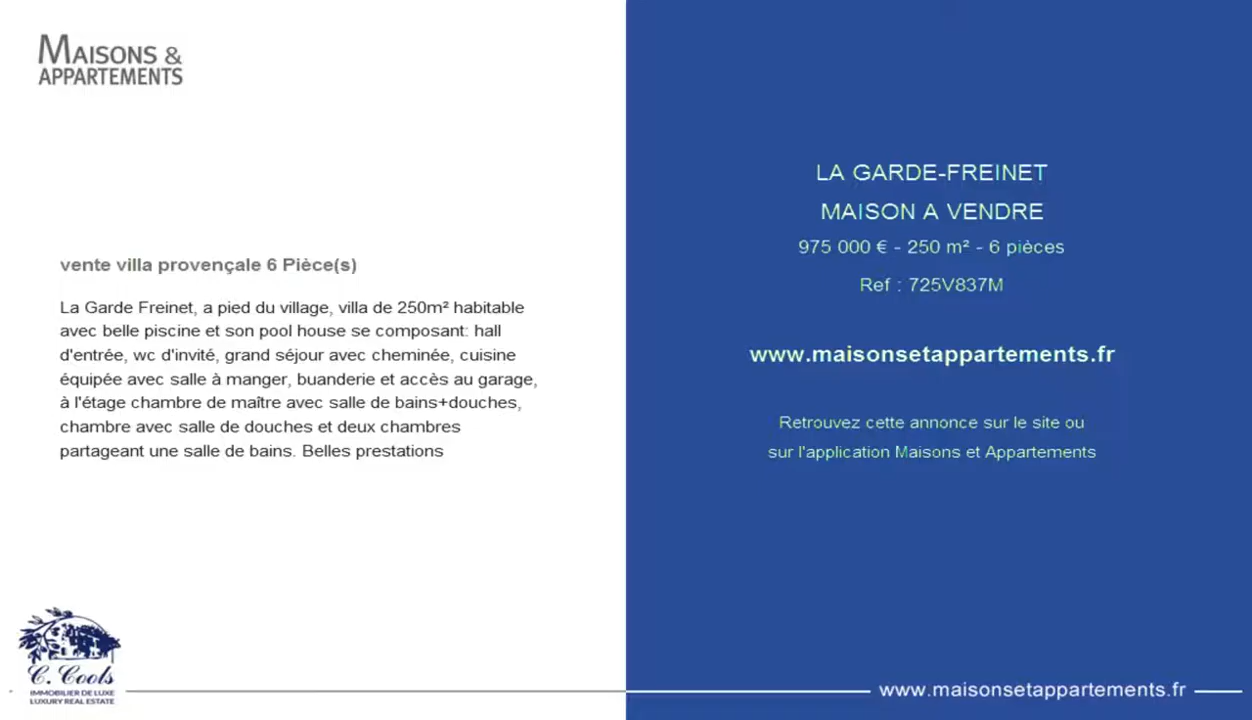 MAISONS &
APPARTEMENTS
vente villa provençale 6 Pièce(s)
La Garde Freinet, a pied du village, villa de 250m² habitable
avec belle piscine et son pool house se composant: hall
d'entrée, wc d'invité, grand séjour avec cheminée, cuisine
équipée avec salle à manger, buanderie et accès au garage,
à l'étage chambre de maître avec salle de bains+douches,
chambre avec salle de douches et deux chambres
partageant une salle de bains. Belles prestations
C. Cools
IMMOBILIER DE LUXE
LUXURY REAL ESTATE
LA GARDE-FREINET
MAISON A VENDRE
975 000 € - 250 m² - 6 pièces
Ref : 725V837M
www.maisonsetappartements.fr
Retrouvez cette annonce sur le site ou
sur l'application Maisons et Appartements
www.maisonsetappartements.fr